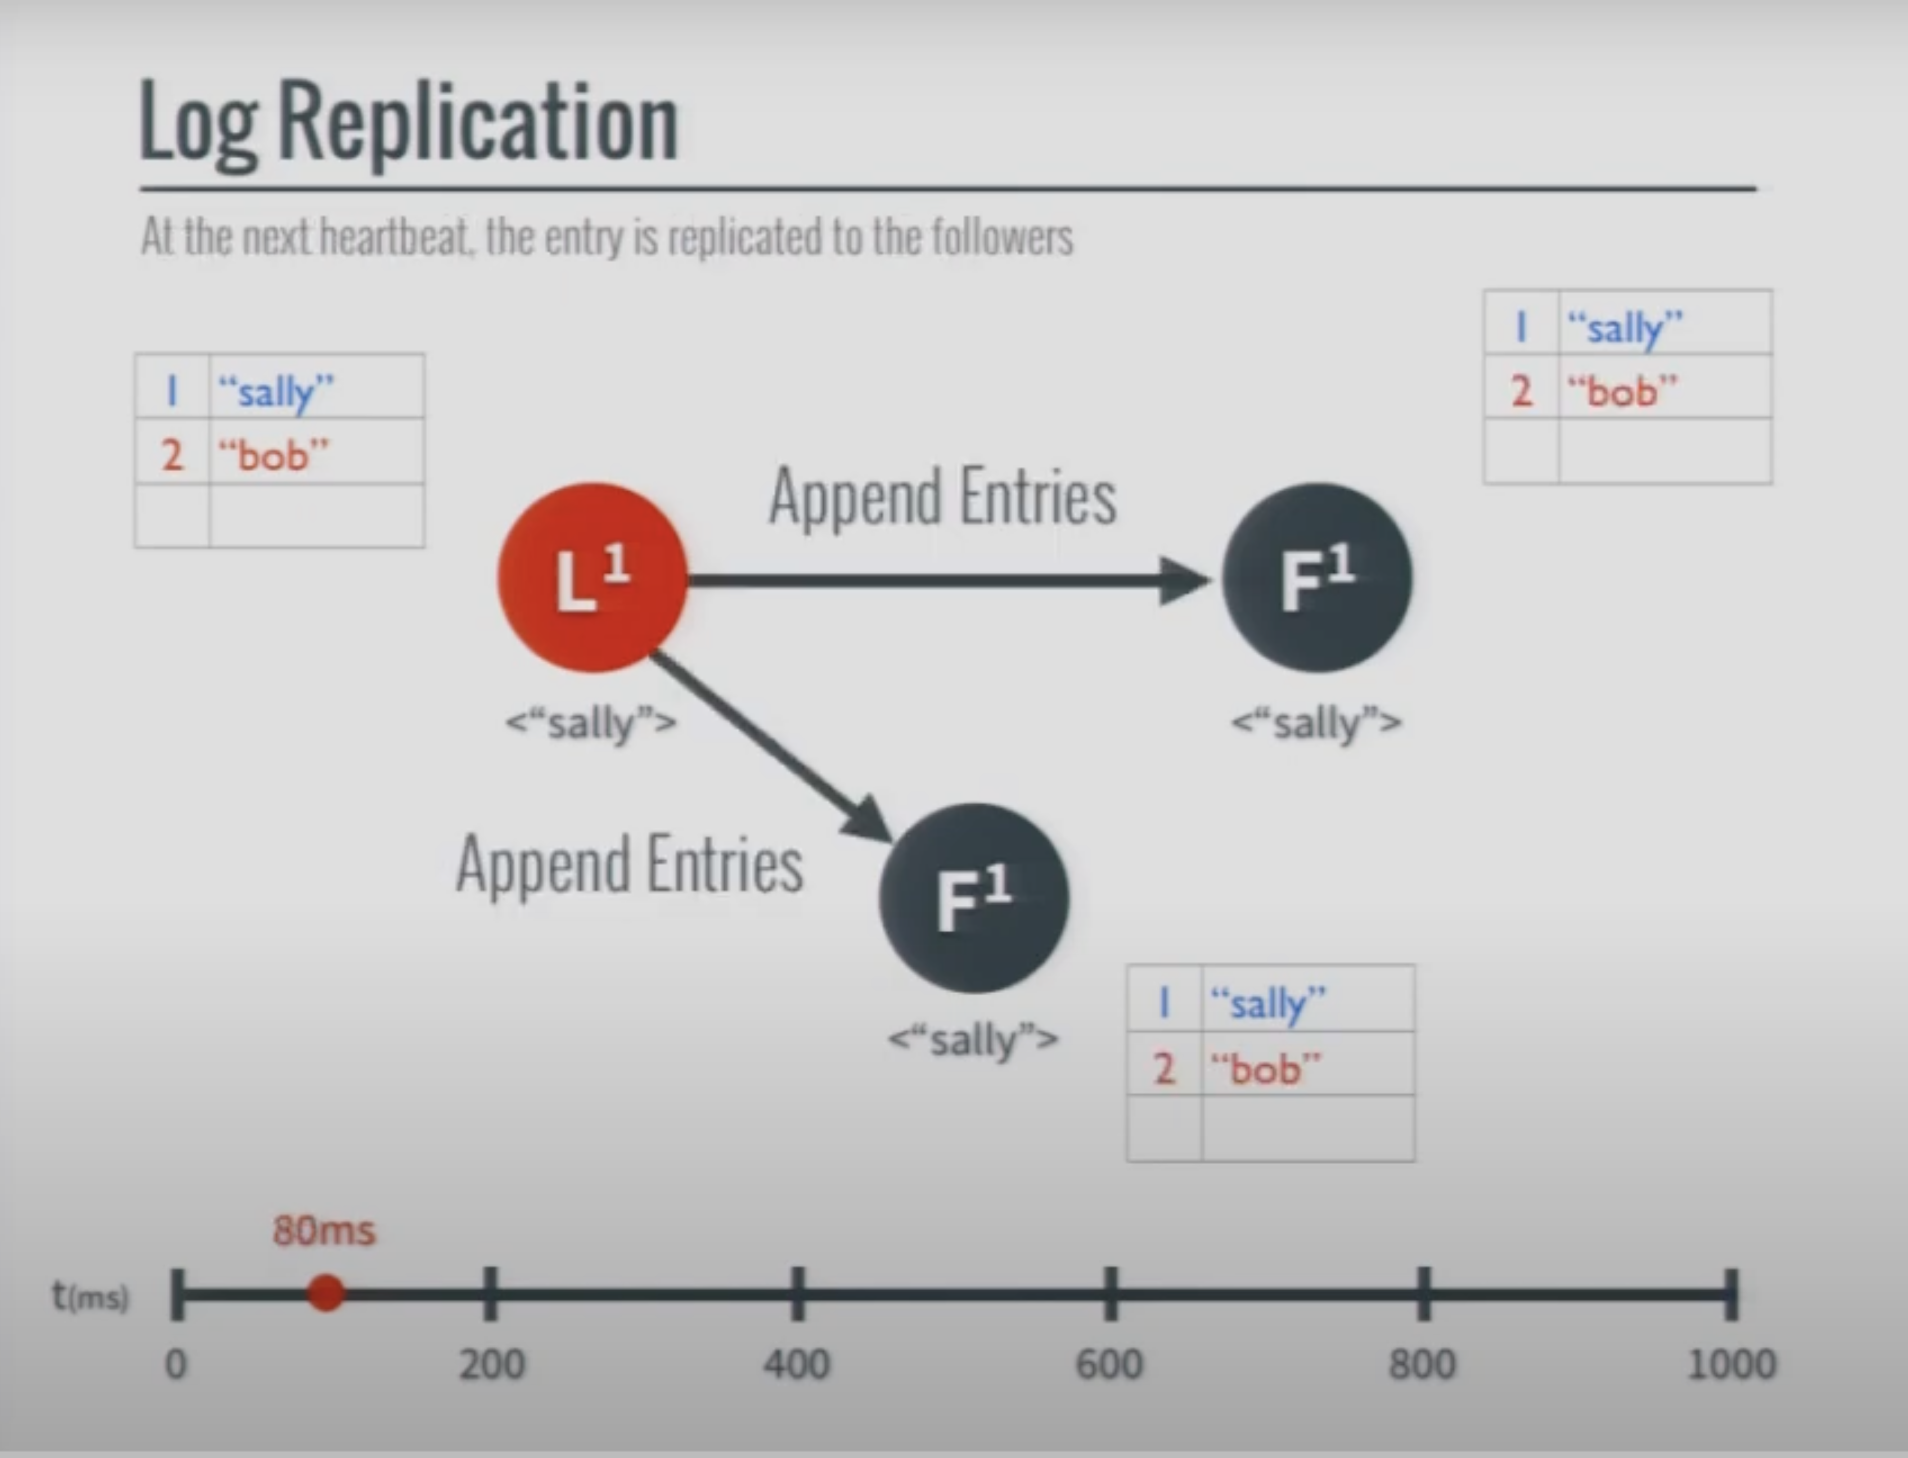 Log Replication
At the next heartbeat, the entry is replicated to the followers
1 “sally”
2 “bob”
1 “sally”
2 “bob”
Append Entries
L¹
F¹
<“sally”>
<“sally”>
Append Entries
F¹
<“sally”>
1 “sally”
2 “bob”
80ms
t(ms)
0 200 400 600 800 1000